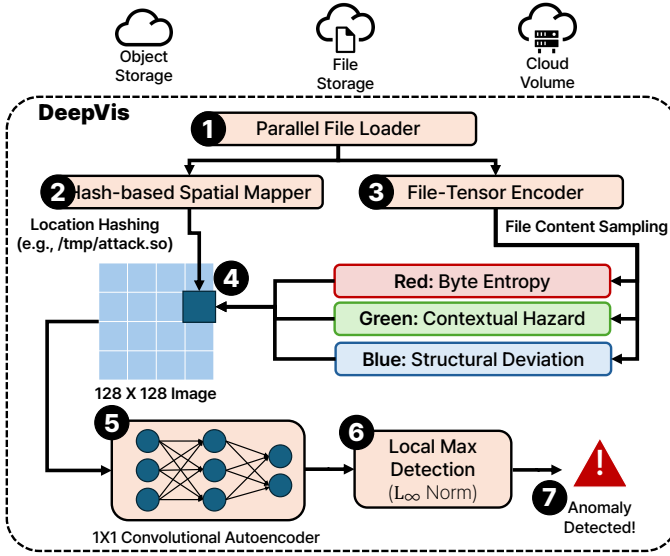 Object
Storage
File
Storage
Cloud
Volume
DeepVis
1 Parallel File Loader
2 Hash-based Spatial Mapper
3 File-Tensor Encoder
Location Hashing
(e.g., /tmp/attack.so)
File Content Sampling
4
Red: Byte Entropy
Green: Contextual Hazard
Blue: Structural Deviation
128 X 128 Image
5
1X1 Convolutional Autoencoder
6
Local Max
Detection
(L∞ Norm)
!
7
Anomaly
Detected!